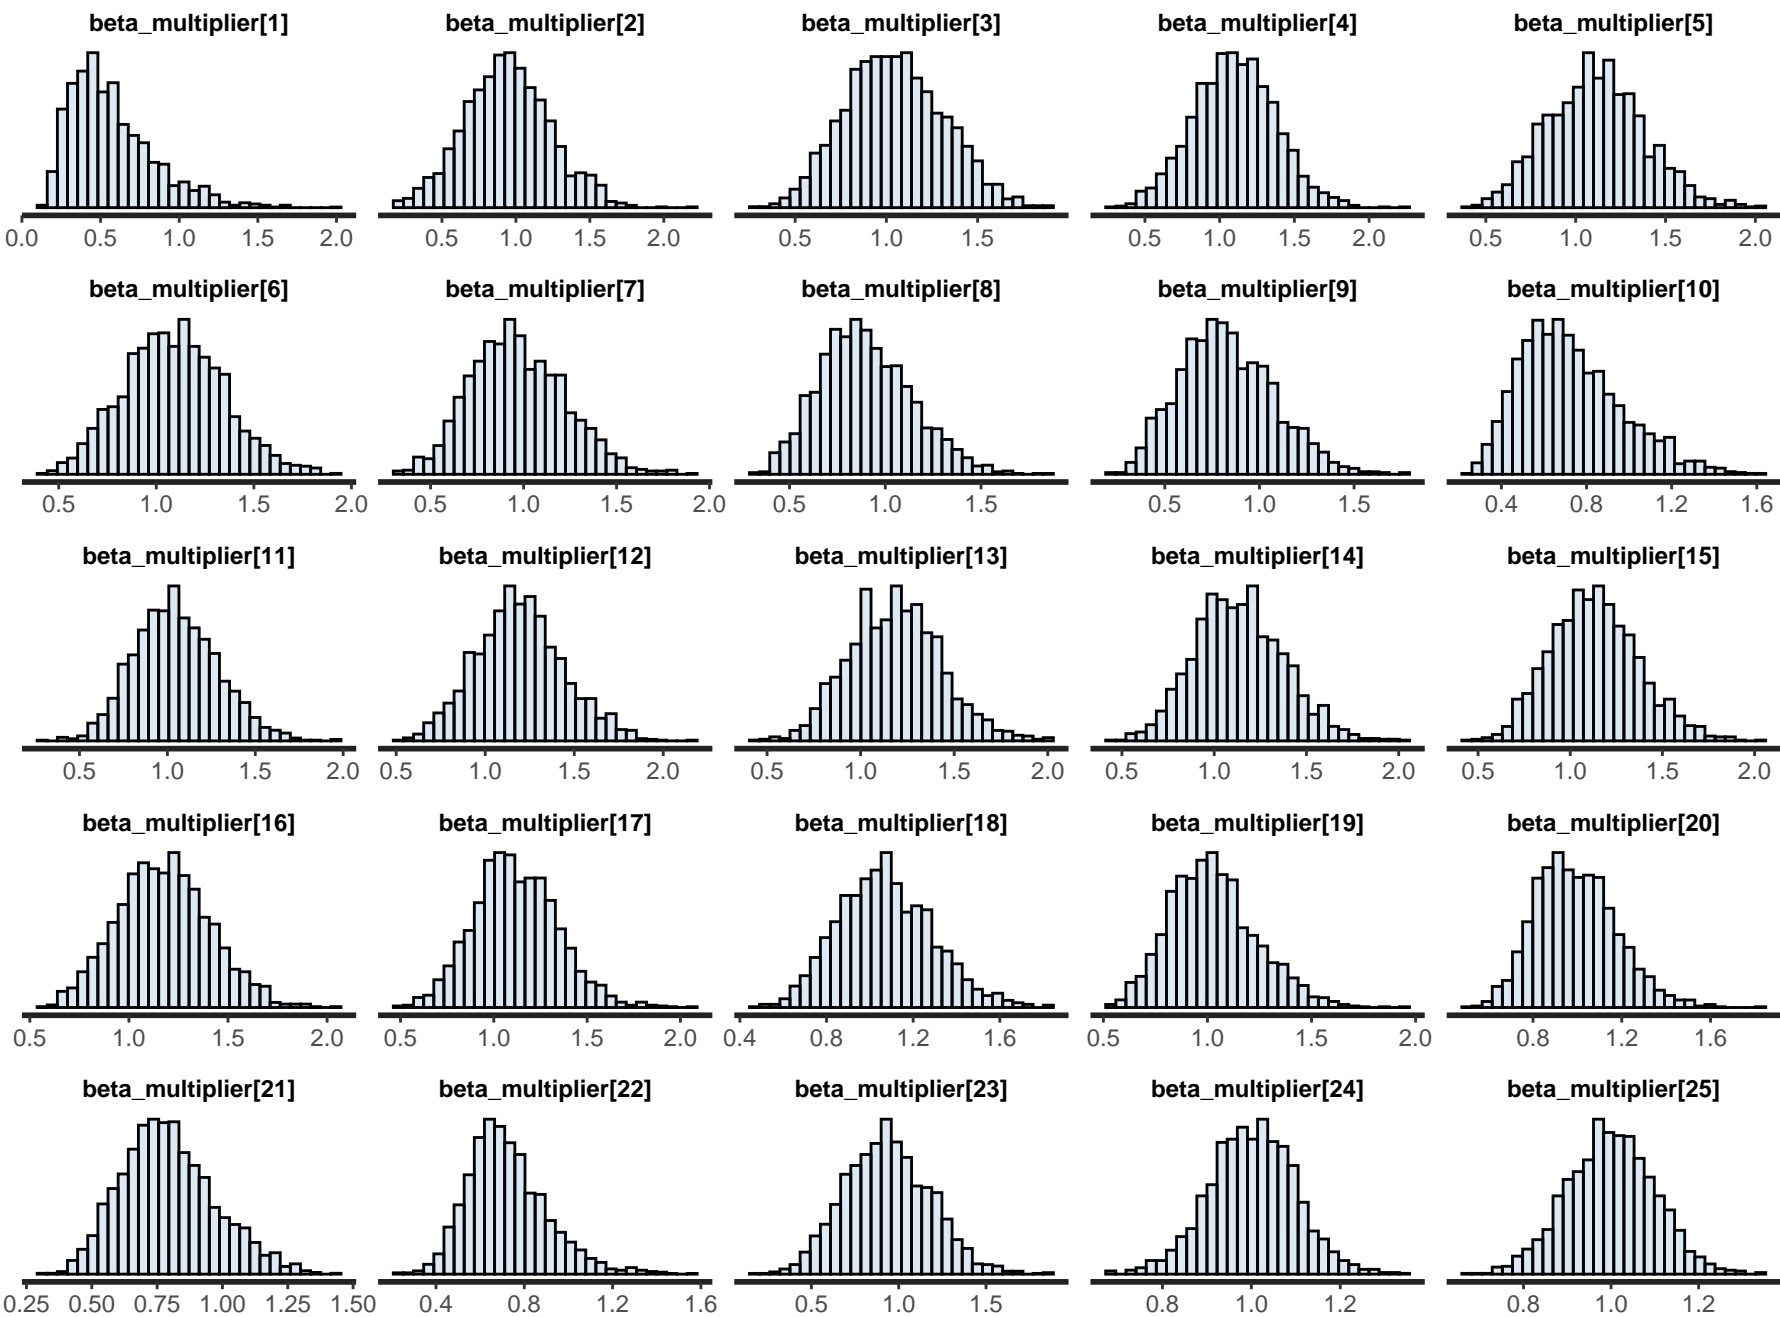 beta_multiplier[1] beta_multiplier[2] beta_multiplier[3] beta_multiplier[4] beta_multiplier[5]
0.0 0.5 1.0 1.5 2.0 0.5 1.0 1.5 2.0 0.5 1.0 1.5 0.5 1.0 1.5 2.0 0.5 1.0 1.5 2.0
beta_multiplier[6] beta_multiplier[7] beta_multiplier[8] beta_multiplier[9] beta_multiplier[10]
0.5 1.0 1.5 2.0 0.5 1.0 1.5 2.0 0.5 1.0 1.5 0.5 1.0 1.5 0.4 0.8 1.2 1.6
beta_multiplier[11] beta_multiplier[12] beta_multiplier[13] beta_multiplier[14] beta_multiplier[15]
0.5 1.0 1.5 2.0 0.5 1.0 1.5 2.0 0.5 1.0 1.5 2.0 0.5 1.0 1.5 2.0 0.5 1.0 1.5 2.0
beta_multiplier[16] beta_multiplier[17] beta_multiplier[18] beta_multiplier[19] beta_multiplier[20]
0.5 1.0 1.5 2.0 0.5 1.0 1.5 2.0 0.4 0.8 1.2 1.6 0.5 1.0 1.5 2.0 0.8 1.2 1.6
beta_multiplier[21] beta_multiplier[22] beta_multiplier[23] beta_multiplier[24] beta_multiplier[25]
0.25 0.50 0.75 1.00 1.25 1.50 0.4 0.8 1.2 1.6 0.5 1.0 1.5 0.8 1.0 1.2 0.8 1.0 1.2